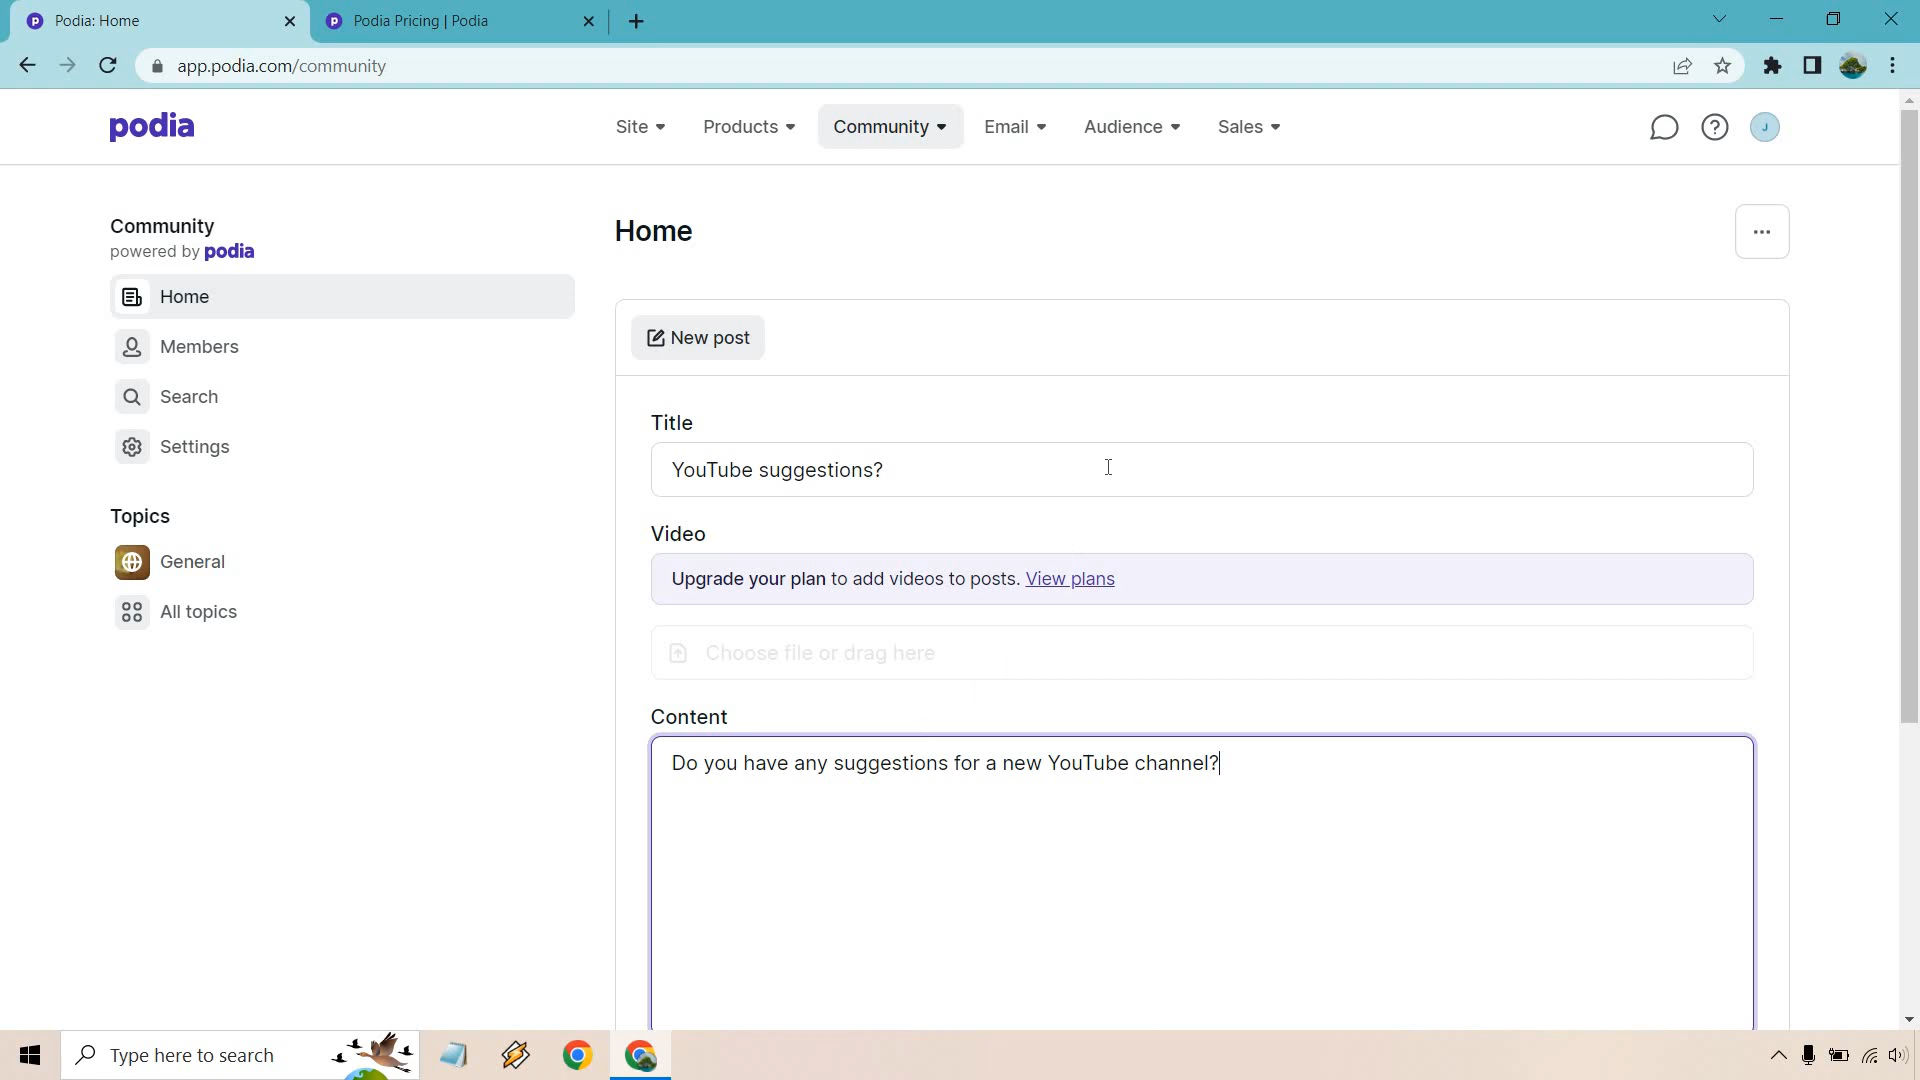 Podia: Home
Podia Pricing | Podia
app.podia.com/community
podia
Site
Products
Community
Email
Audience
Sales
J
Community
powered by podia
Home
Members
Search
Settings
Topics
General
All topics
Home
New post
Title
YouTube suggestions?
Video
Upgrade your plan to add videos to posts. View plans
Choose file or drag here
Content
Do you have any suggestions for a new YouTube channel?
Type here to search